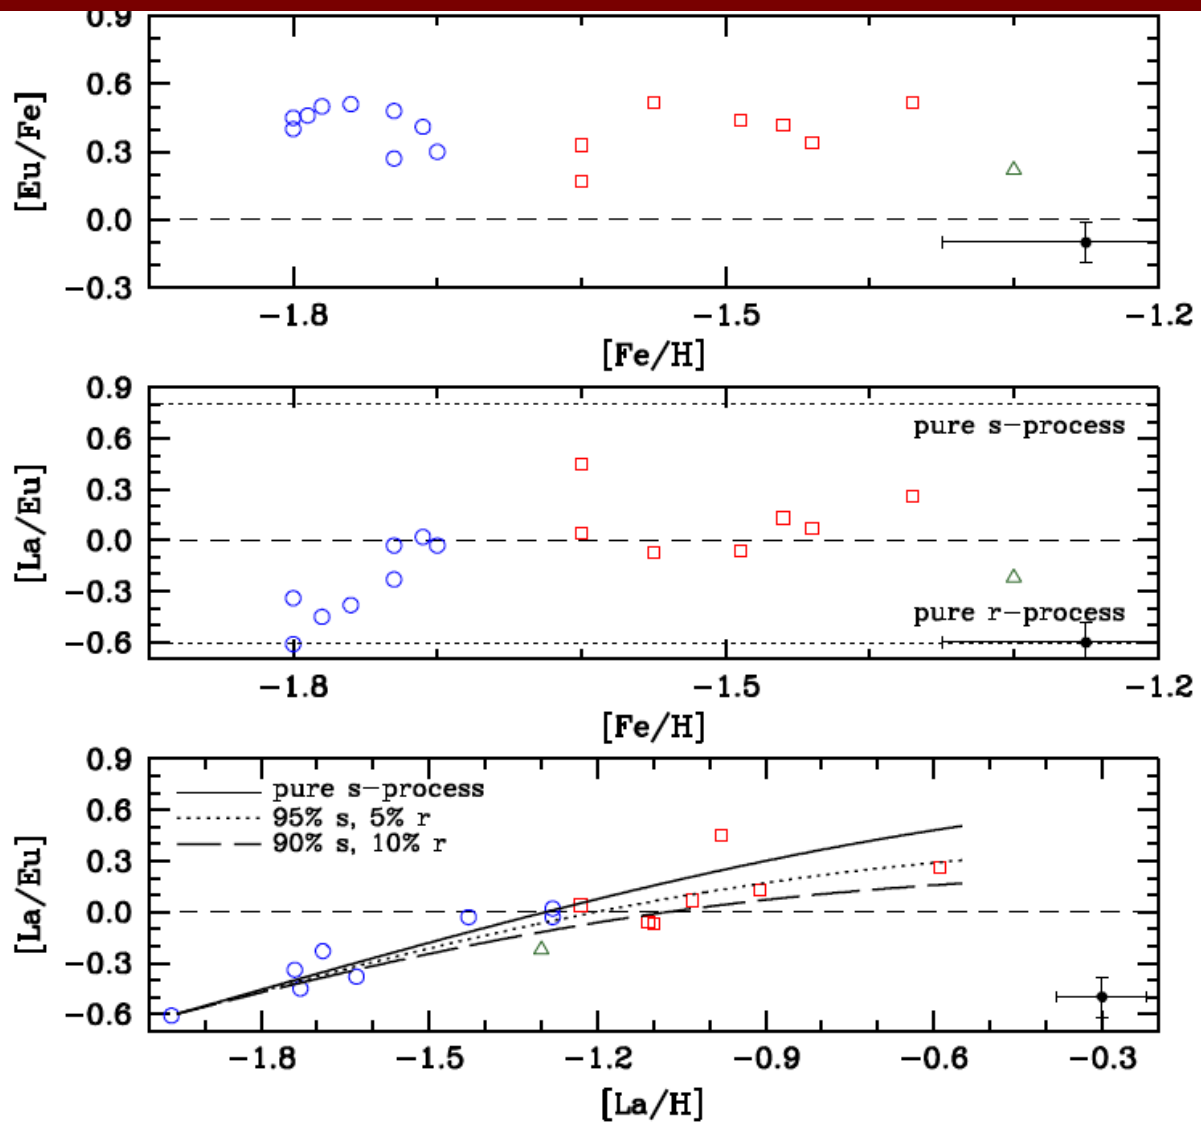 0.9
0.6
0.3
0.0
−0.3
[Eu/Fe]
−1.8 −1.5 −1.2
[Fe/H]
0.9
0.6
0.3
0.0
−0.3
−0.6
[La/Eu]
pure s−process
pure r−process
−1.8 −1.5 −1.2
[Fe/H]
0.9
0.6
0.3
0.0
−0.3
−0.6
[La/Eu]
pure s−process
95% s, 5% r
90% s, 10% r
−1.8 −1.5 −1.2 −0.9 −0.6 −0.3
[La/H]